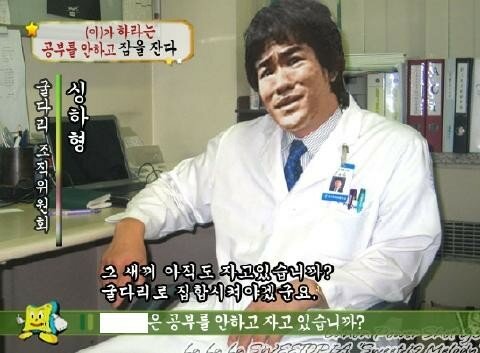 (이)가 하라는
공부를 안하고 잠을 잔다
싱하형
굴다리 조직위원회
그 새끼 아직도 자고있습니까?
굴다리로 집합시켜야겠군요.
은 공부를 안하고 자고 있습니까?